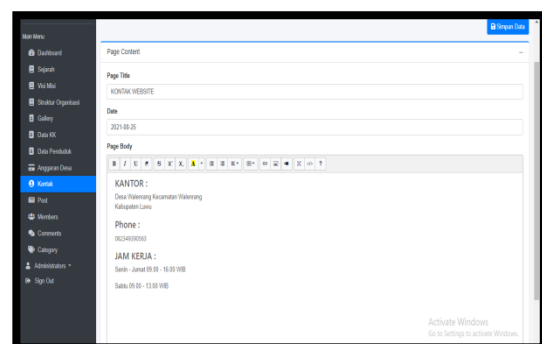 Simpan Data
Main Menu
Dashboard
Sejarah
Visi Misi
Struktur Organisasi
Gallery
Data KK
Data Penduduk
Anggaran Desa
Kontak
Post
Members
Comments
Category
Administrators
Sign Out
Page Content
Page Title
KONTAK WEBSITE
Date
2021-08-25
Page Body
KANTOR :
Desa Walenrang Kecamatan Walenrang
Kabupaten Luwu
Phone :
JAM KERJA :
Senin - Jumat 09.00 - 16.00 WIB
Sabtu 09.00 - 13.00 WIB
Activate Windows
Go to Settings to activate Windows.